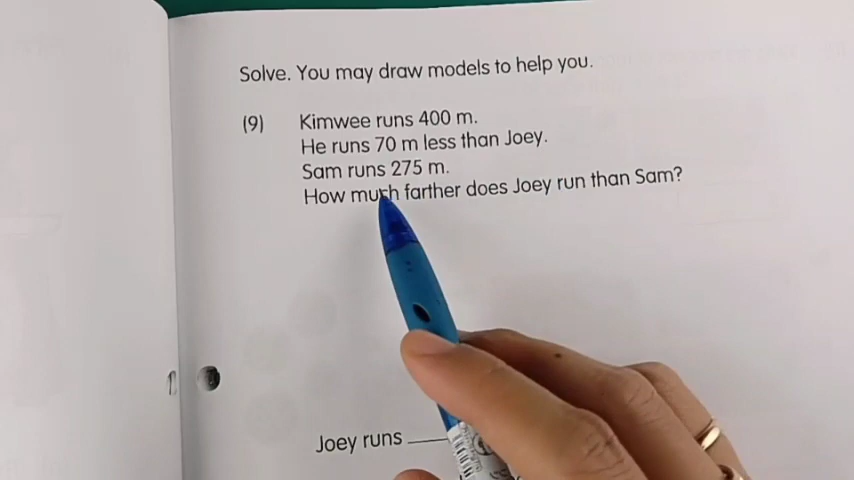 Solve. You may draw models to help you.
(9) Kimwee runs 400 m.
He runs 70 m less than Joey.
Sam runs 275 m.
How much farther does Joey run than Sam?
Joey runs